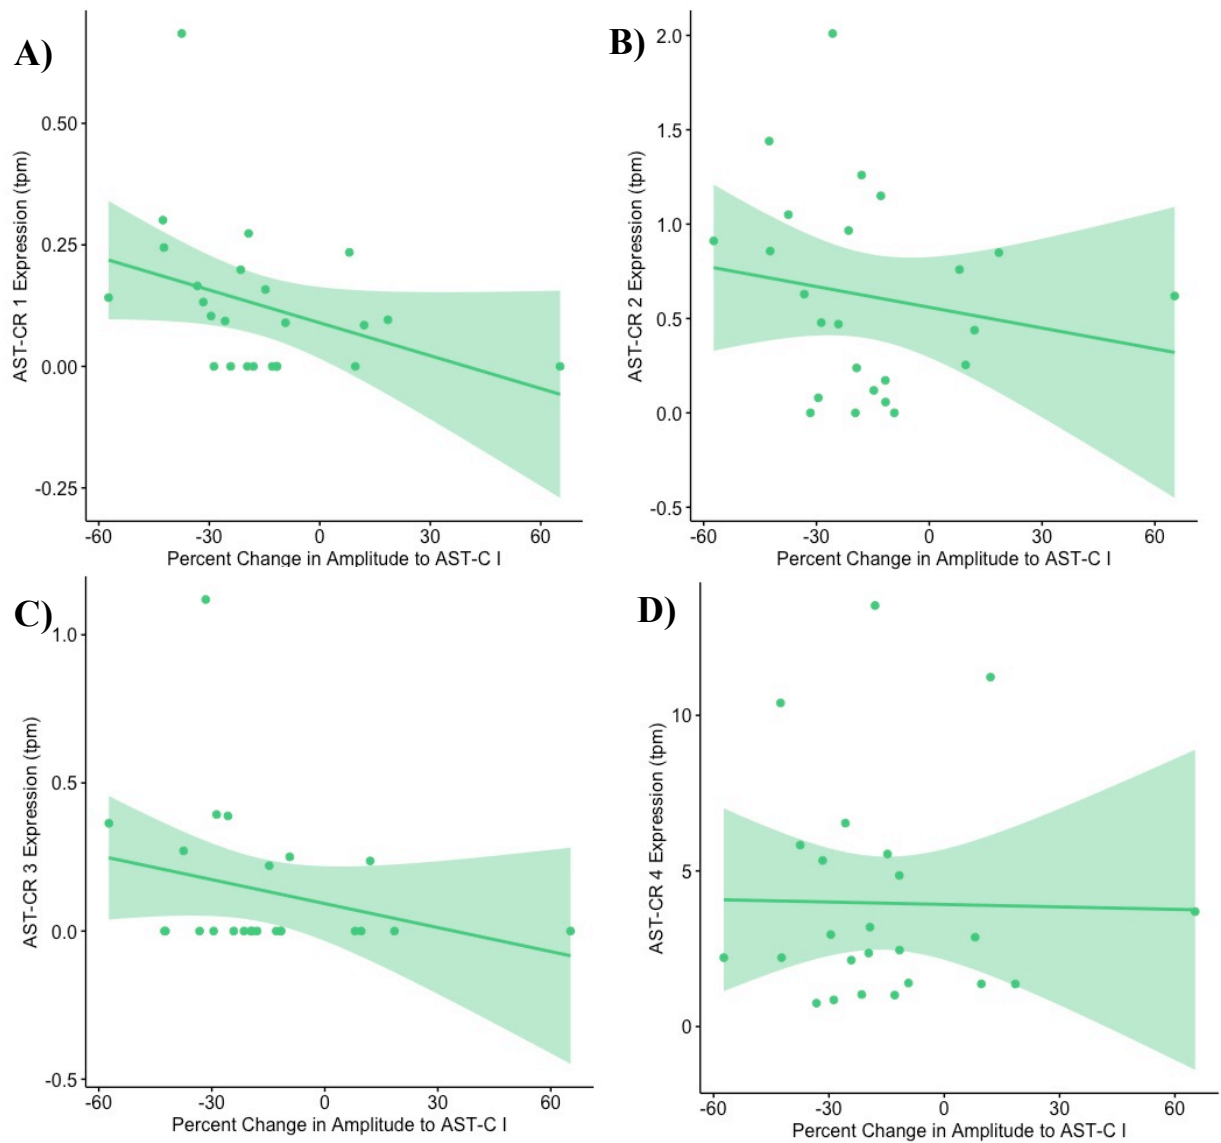 A)
AST-CR 1 Expression (tpm)
0.50
0.25
0.00
-0.25
-60 -30 0 30 60
Percent Change in Amplitude to AST-C I
B)
AST-CR 2 Expression (tpm)
2.0
1.5
1.0
0.5
0.0
-0.5
-60 -30 0 30 60
Percent Change in Amplitude to AST-C I
C)
AST-CR 3 Expression (tpm)
1.0
0.5
0.0
-0.5
-60 -30 0 30 60
Percent Change in Amplitude to AST-C I
D)
AST-CR 4 Expression (tpm)
10
5
0
-60 -30 0 30 60
Percent Change in Amplitude to AST-C I